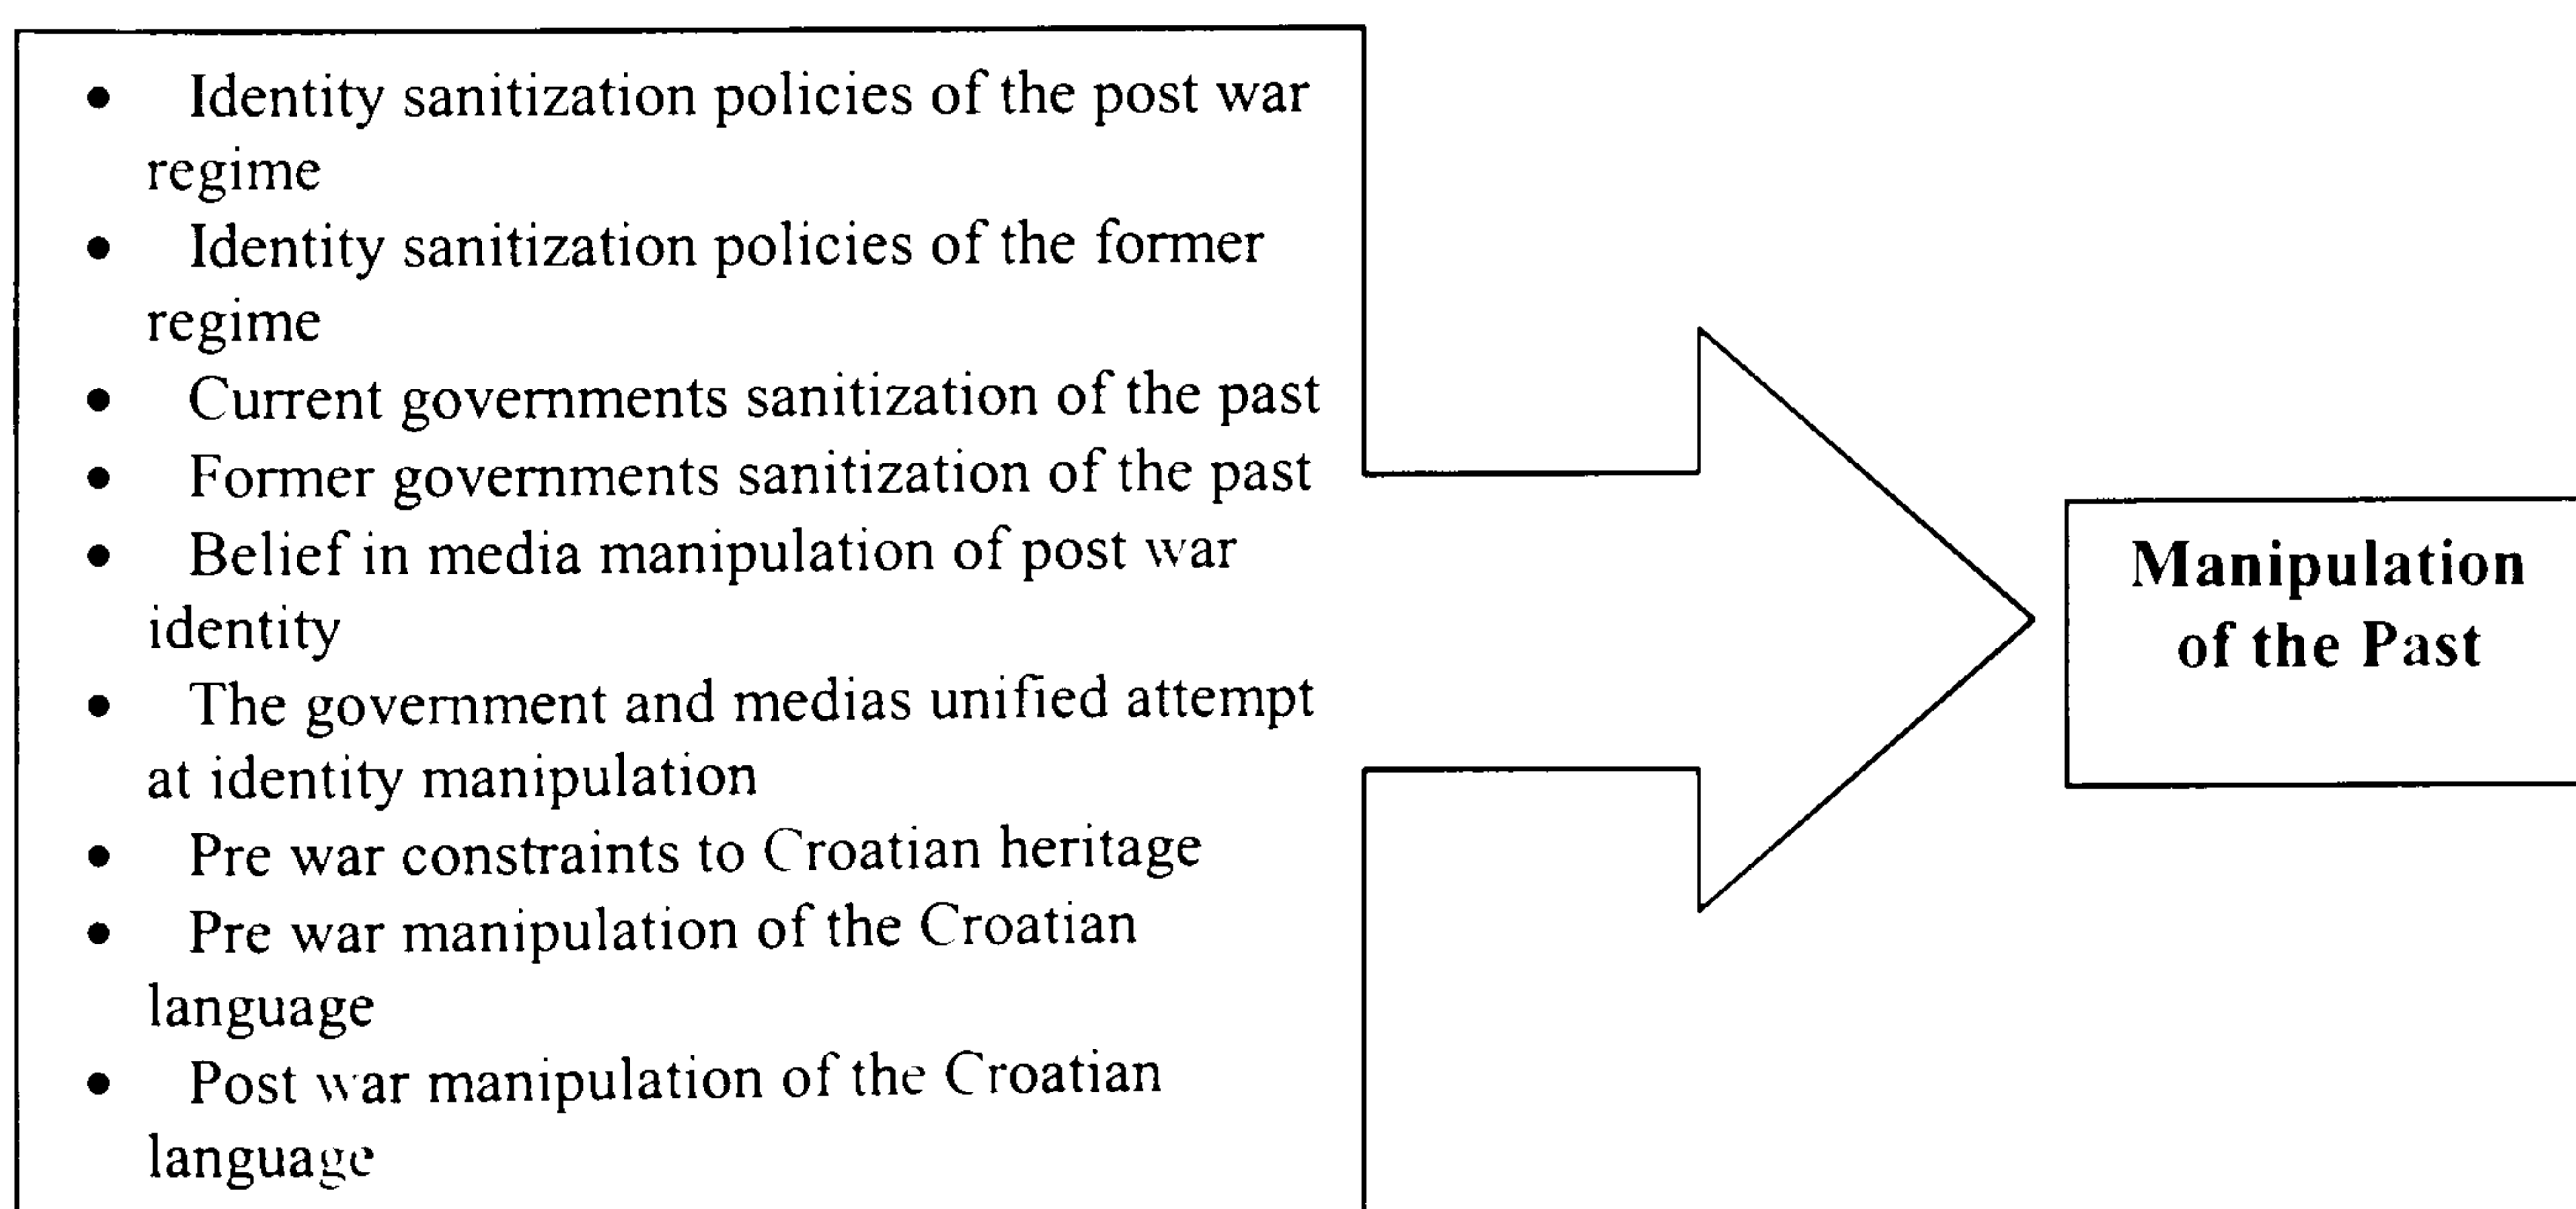 • Identity sanitization policies of the post war
regime
• Identity sanitization policies of the former
regime
• Current governments sanitization of the past
• Former governments sanitization of the past
• Belief in media manipulation of post war
identity
• The government and medias unified attempt
at identity manipulation
• Pre war constraints to Croatian heritage
• Pre war manipulation of the Croatian
language
• Post war manipulation of the Croatian
language
Manipulation
of the Past